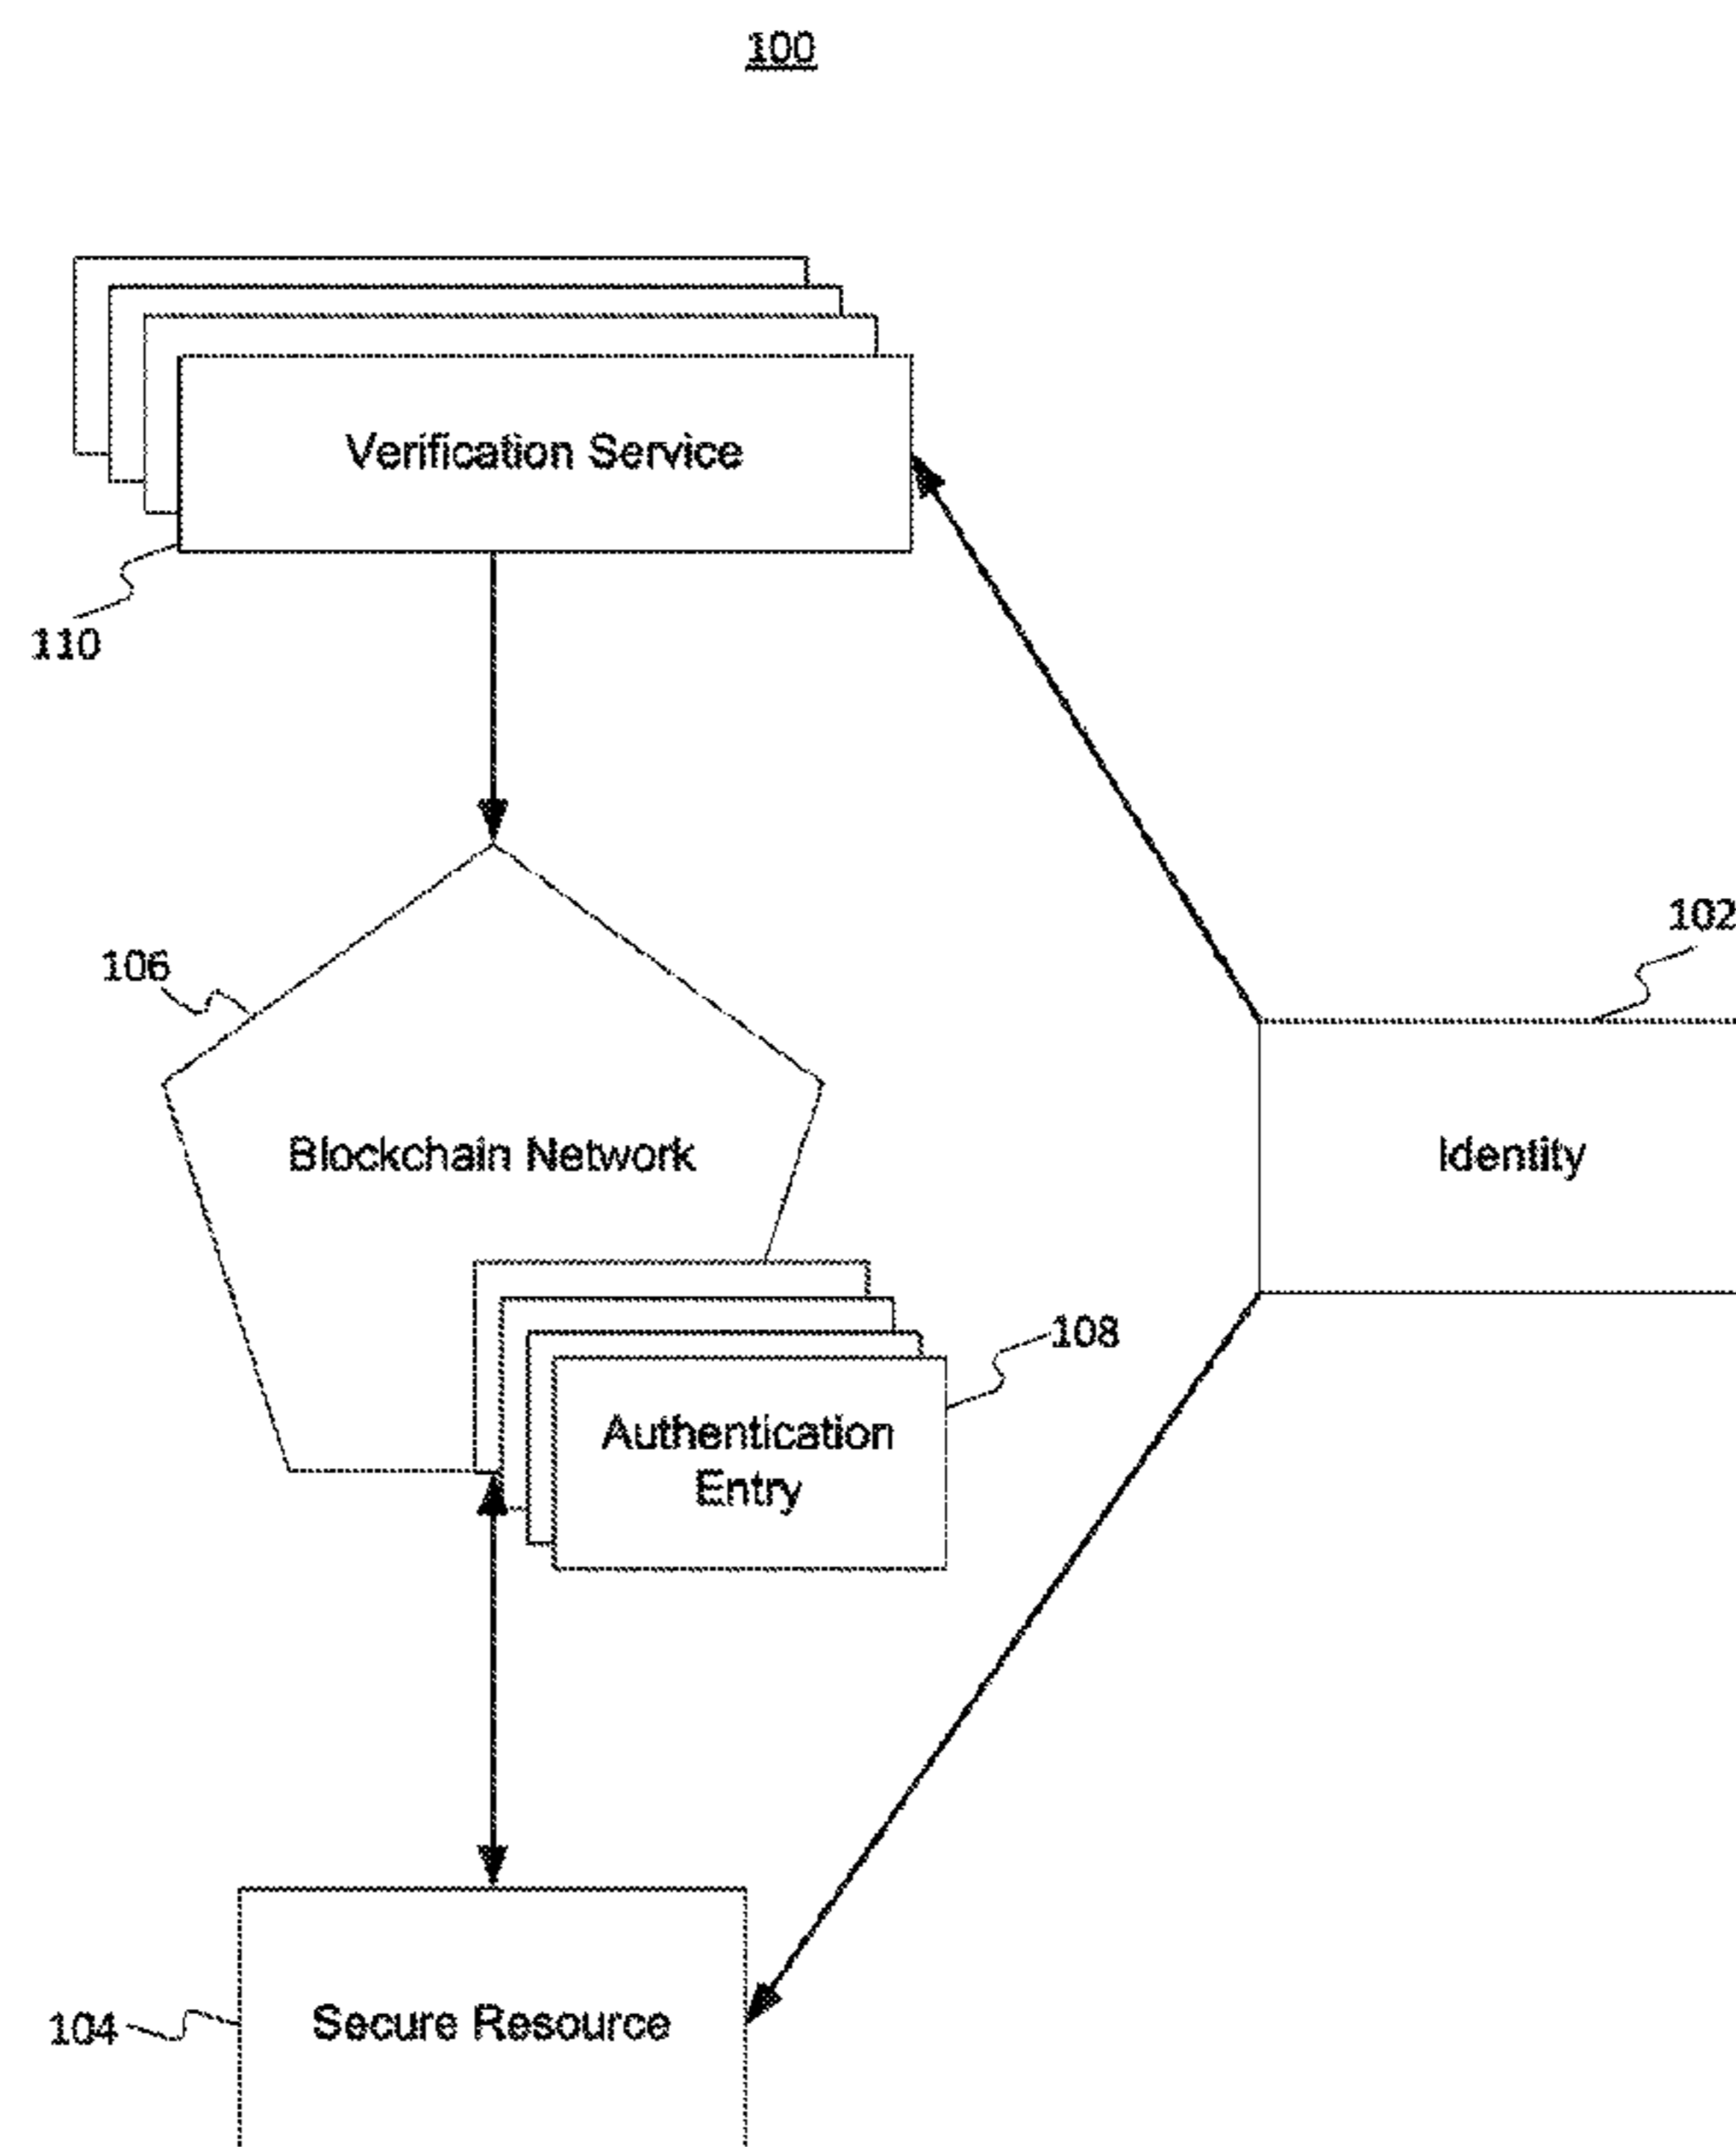 100
Verification Service
110
102
106
Blockchain Network
Identity
108
Authentication
Entry
104
Secure Resource